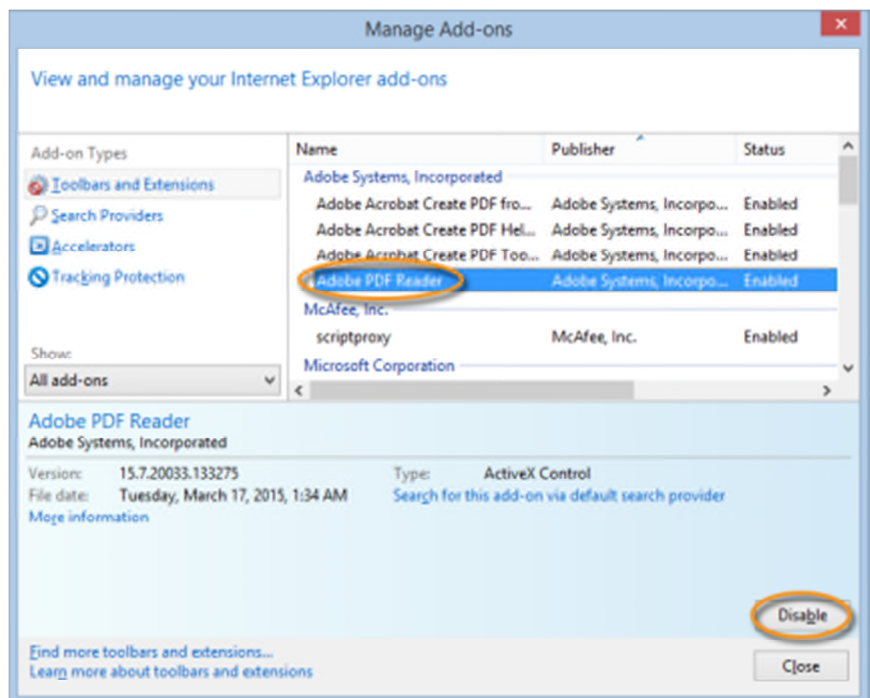 Manage Add-ons
View and manage your Internet Explorer add-ons
Add-on Types
Toolbars and Extensions
Search Providers
Accelerators
Tracking Protection
Show:
All add-ons
Name Publisher Status
Adobe Systems, Incorporated
Adobe Acrobat Create PDF fro... Adobe Systems, Incorpo... Enabled
Adobe Acrobat Create PDF Hel... Adobe Systems, Incorpo... Enabled
Adobe Acrobat Create PDF Too... Adobe Systems, Incorpo... Enabled
Adobe PDF Reader Adobe Systems, Incorpo... Enabled
McAfee, Inc.
scriptproxy McAfee, Inc. Enabled
Microsoft Corporation
Adobe PDF Reader
Adobe Systems, Incorporated
Version: 15.7.20033.133275 Type: ActiveX Control
File date: Tuesday, March 17, 2015, 1:34 AM Search for this add-on via default search provider
More information
Disable
Find more toolbars and extensions...
Learn more about toolbars and extensions
Close